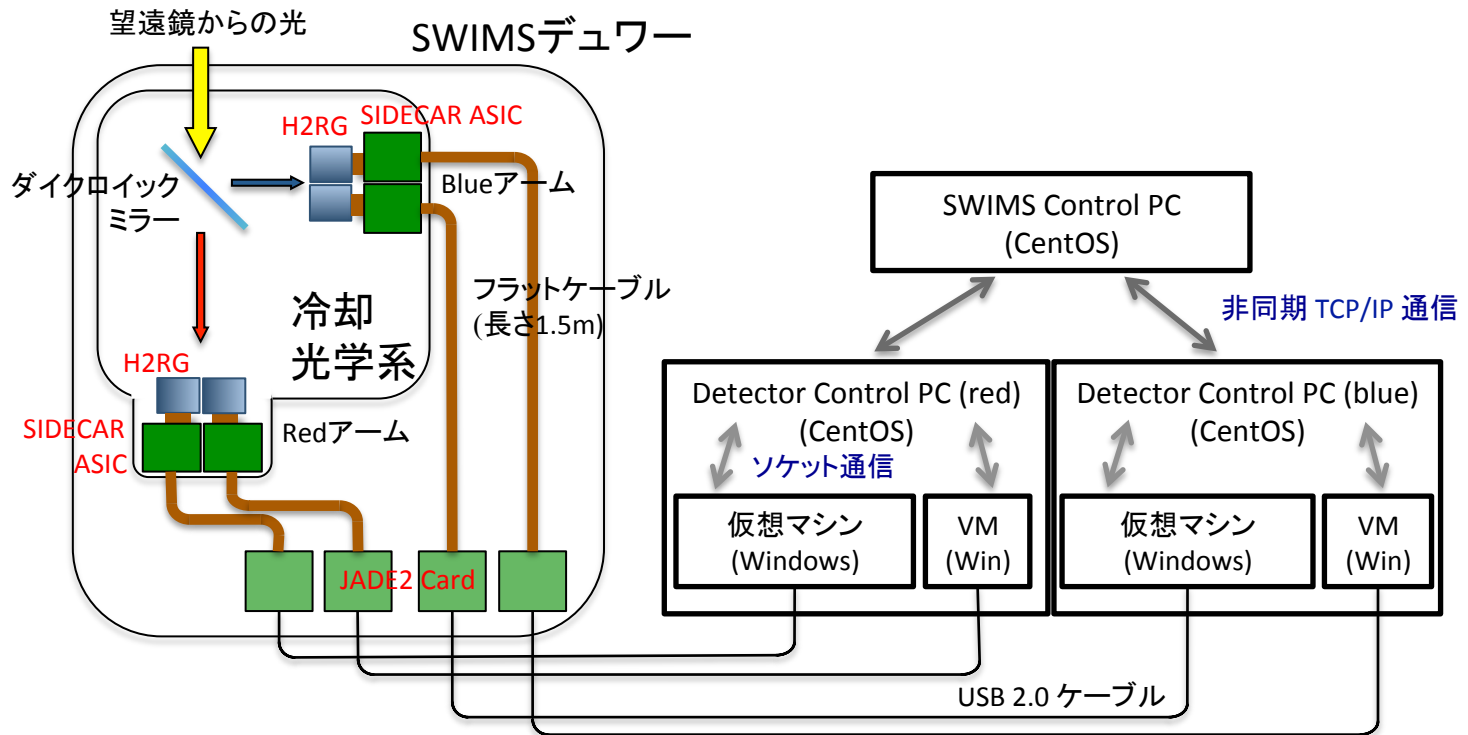 望遠鏡からの光
SWIMSデュワー
H2RG
SIDECAR ASIC
ダイクロイック
ミラー
Blueアーム
フラットケーブル
(長さ1.5m)
冷却
光学系
H2RG
SIDECAR
ASIC
Redアーム
JADE2 Card
SWIMS Control PC
(CentOS)
非同期 TCP/IP 通信
Detector Control PC (red)
(CentOS)
ソケット通信
仮想マシン
(Windows)
VM
(Win)
Detector Control PC (blue)
(CentOS)
仮想マシン
(Windows)
VM
(Win)
USB 2.0 ケーブル